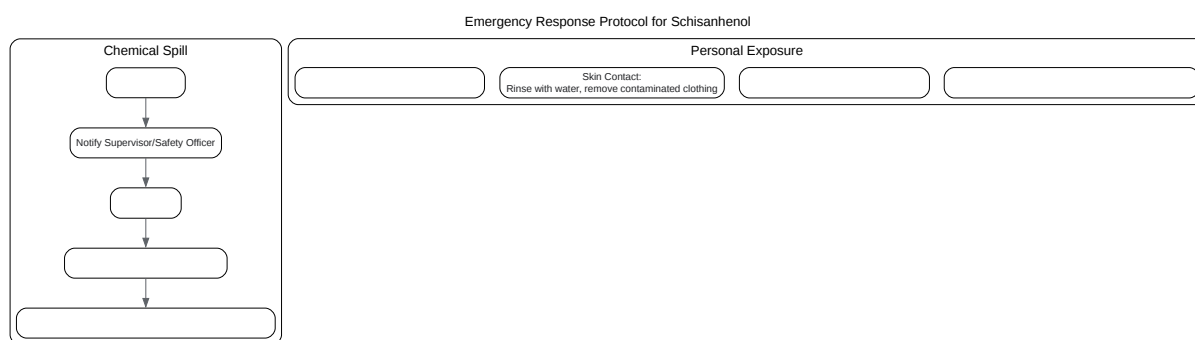 Emergency Response Protocol for Schisanhenol
Chemical Spill
Personal Exposure
Skin Contact:
Rinse with water, remove contaminated clothing
Notify Supervisor/Safety Officer